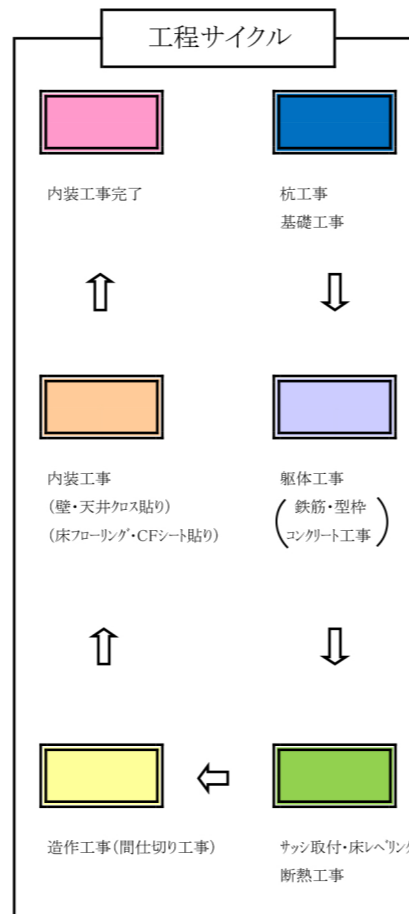 工程サイクル
内装工事完了
杭工事
基礎工事
内装工事
(壁・天井クロス貼り)
(床フローリング・CFシート貼り)
躯体工事
(鉄筋・型枠
コンクリート工事)
造作工事(間仕切り工事)
サッシ取付・床レベリング
断熱工事